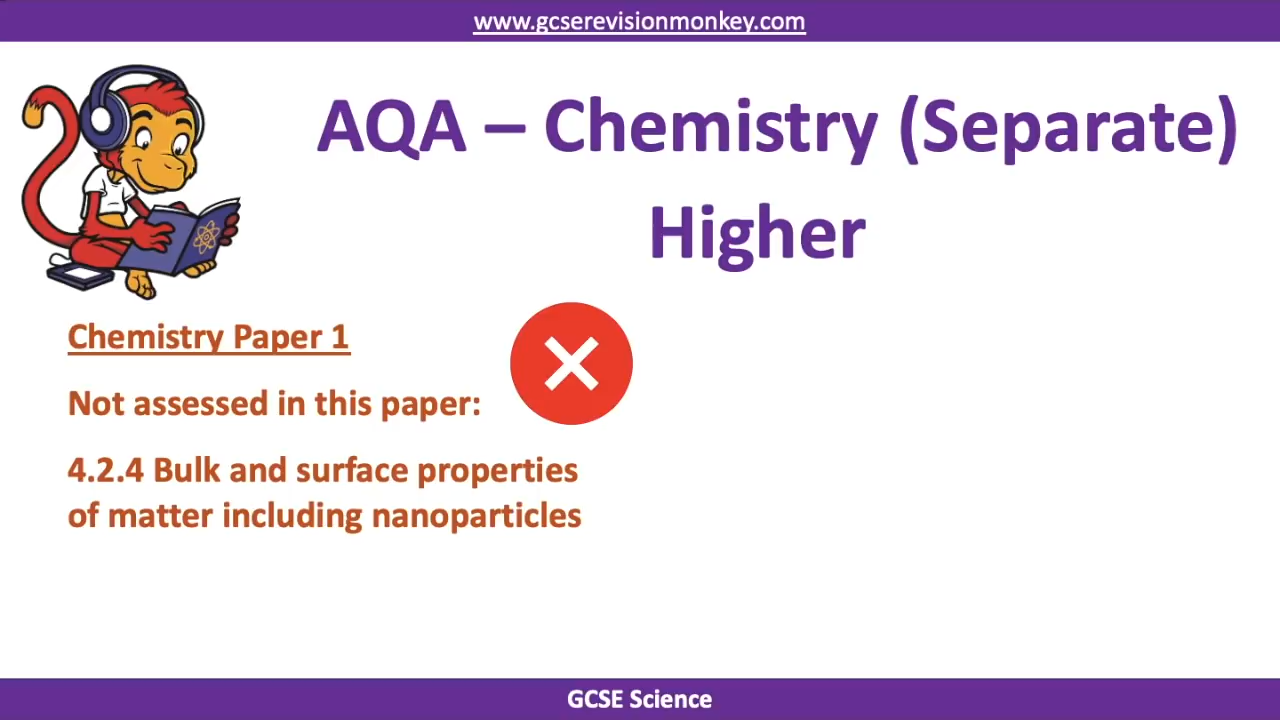 www.gcserevisionmonkey.com
AQA – Chemistry (Separate)
Higher
Chemistry Paper 1
Not assessed in this paper:
4.2.4 Bulk and surface properties
of matter including nanoparticles
GCSE Science